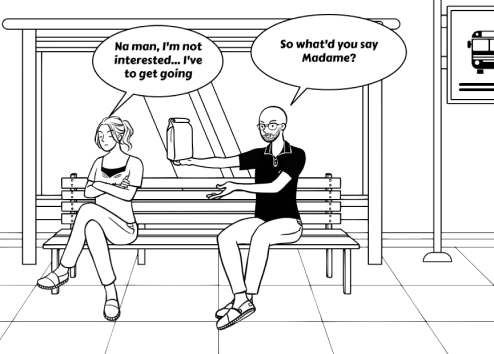 Na man, I'm not
interested... I've
to get going
So what'd you say
Madame?